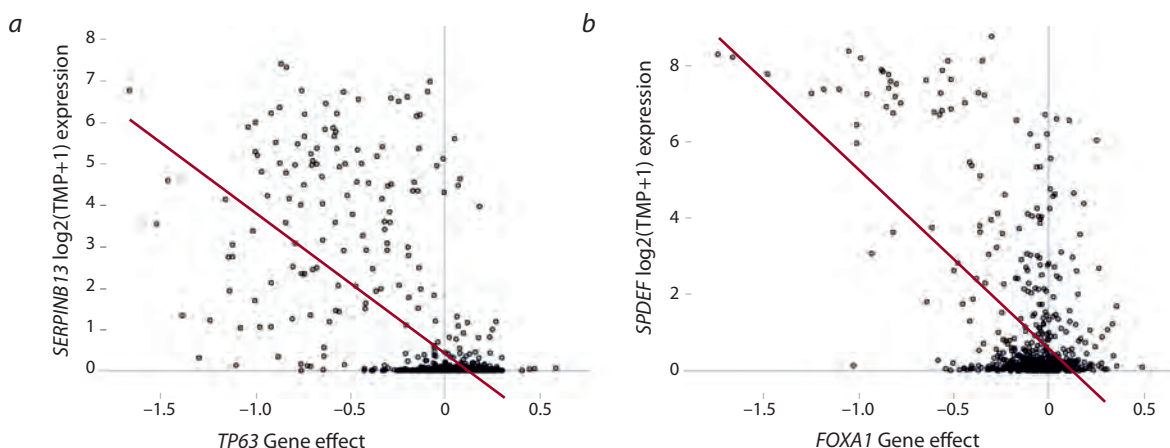 a
SERPINB13 log2(TMP+1) expression
8
7
6
5
4
3
2
1
0
−1.5 −1.0 −0.5 0 0.5
TP63 Gene effect
b
SPDEF log2(TMP+1) expression
8
6
4
2
0
−1.5 −1.0 −0.5 0 0.5
FOXA1 Gene effect